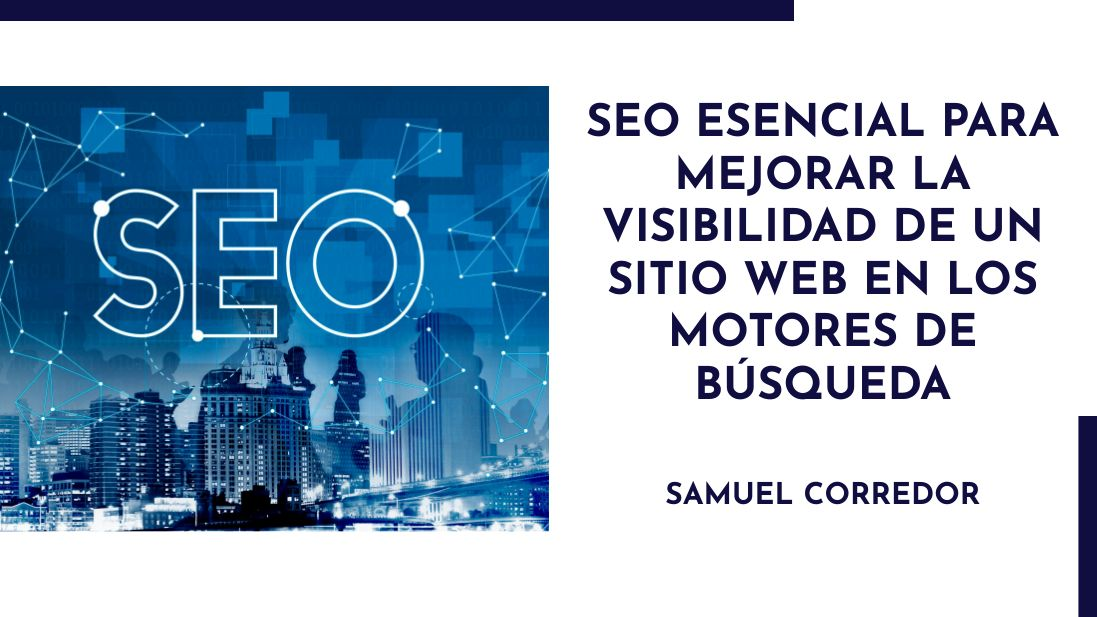 SEO
SEO ESENCIAL PARA
MEJORAR LA
VISIBILIDAD DE UN
SITIO WEB EN LOS
MOTORES DE
BÚSQUEDA
SAMUEL CORREDOR